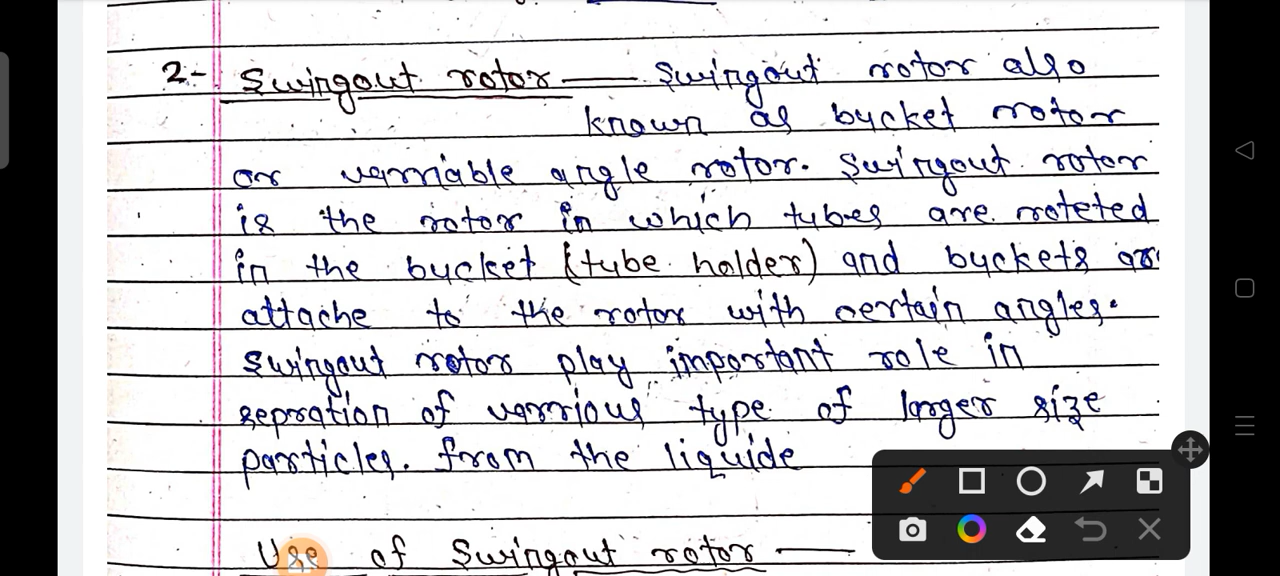 2- Swingout rotor — Swingout rotor also
known as bucket rotor
or varriable angle rotor. Swingout rotor
is the rotor in which tubes are roteted
in the bucket (tube holder) and buckets ar
attache to the rotor with certain angles.
Swingout rotor play important role in
sepration of varrious type of larger size
particles. from the liquide
Use of Swingout rotor —